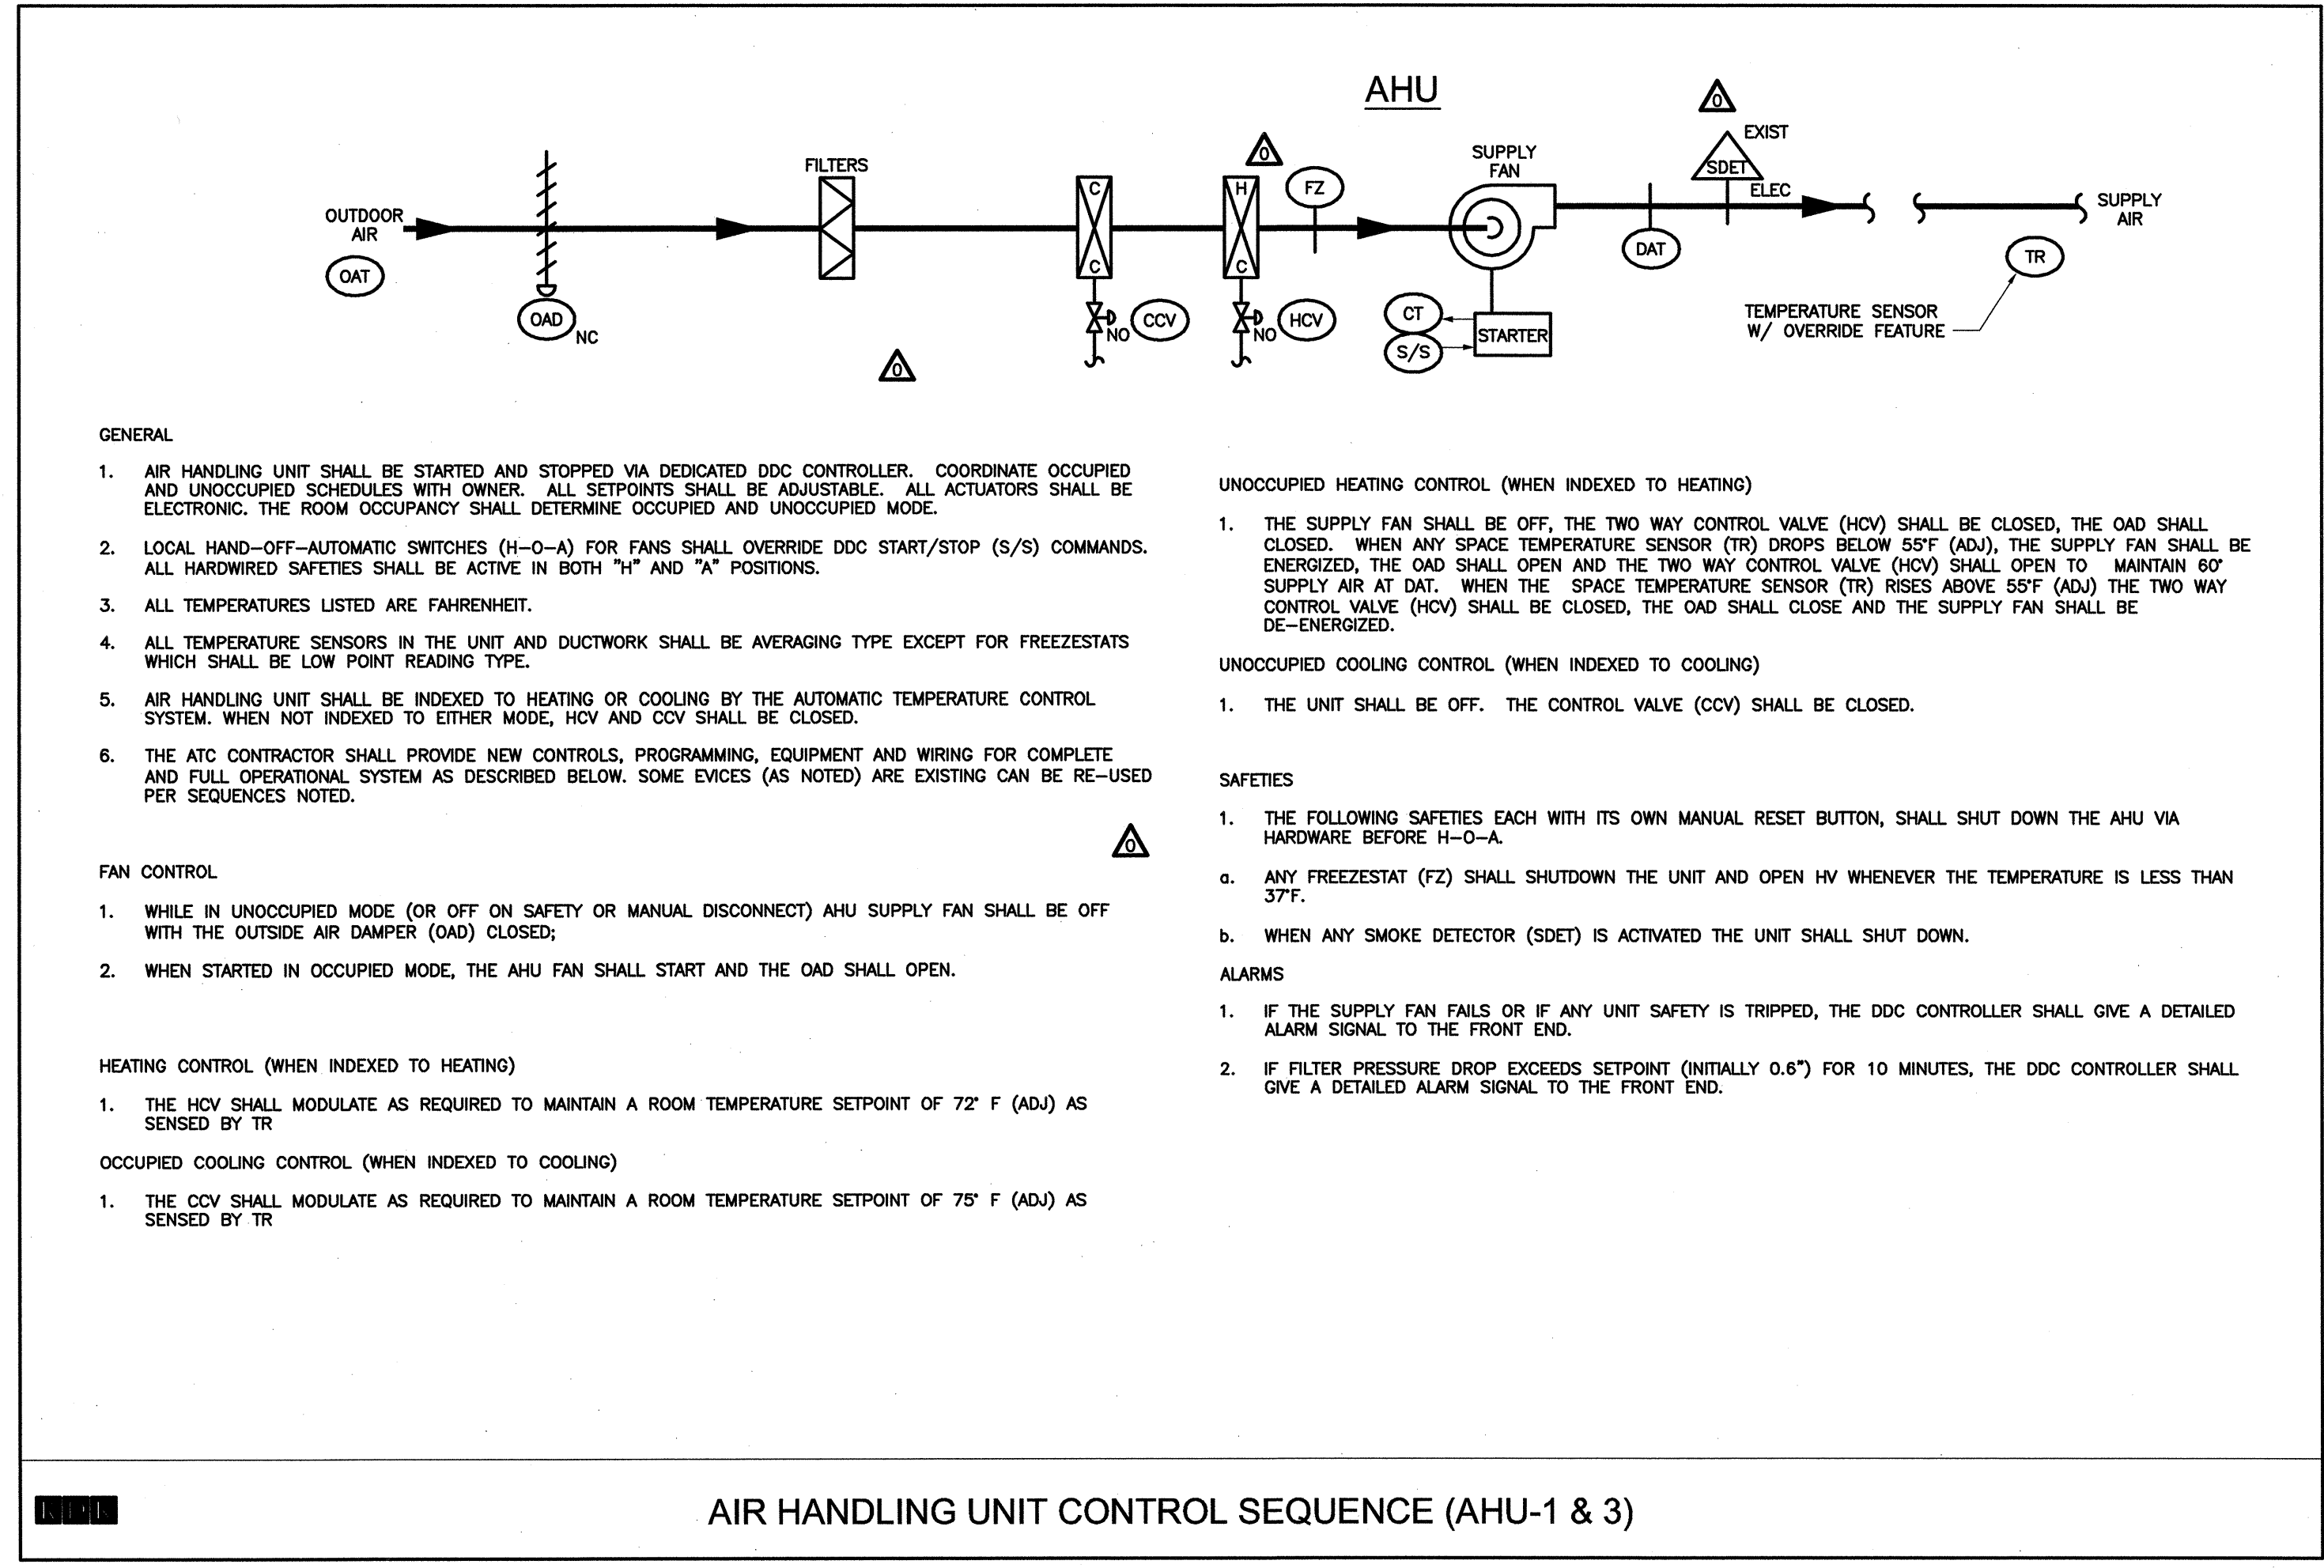 AHU
0
EXIST
SDET
ELEC
0
FILTERS
C
C
H
C
FZ
SUPPLY
FAN
OUTDOOR
AIR
OAT
OAD
NC
NO
CCV
NO
HCV
CT
S/S
STARTER
DAT
SUPPLY
AIR
TR
TEMPERATURE SENSOR
W/ OVERRIDE FEATURE
0
GENERAL
1. AIR HANDLING UNIT SHALL BE STARTED AND STOPPED VIA DEDICATED DDC CONTROLLER. COORDINATE OCCUPIED
AND UNOCCUPIED SCHEDULES WITH OWNER. ALL SETPOINTS SHALL BE ADJUSTABLE. ALL ACTUATORS SHALL BE
ELECTRONIC. THE ROOM OCCUPANCY SHALL DETERMINE OCCUPIED AND UNOCCUPIED MODE.
2. LOCAL HAND-OFF-AUTOMATIC SWITCHES (H-O-A) FOR FANS SHALL OVERRIDE DDC START/STOP (S/S) COMMANDS.
ALL HARDWIRED SAFETIES SHALL BE ACTIVE IN BOTH "H" AND "A" POSITIONS.
3. ALL TEMPERATURES LISTED ARE FAHRENHEIT.
4. ALL TEMPERATURE SENSORS IN THE UNIT AND DUCTWORK SHALL BE AVERAGING TYPE EXCEPT FOR FREEZESTATS
WHICH SHALL BE LOW POINT READING TYPE.
5. AIR HANDLING UNIT SHALL BE INDEXED TO HEATING OR COOLING BY THE AUTOMATIC TEMPERATURE CONTROL
SYSTEM. WHEN NOT INDEXED TO EITHER MODE, HCV AND CCV SHALL BE CLOSED.
6. THE ATC CONTRACTOR SHALL PROVIDE NEW CONTROLS, PROGRAMMING, EQUIPMENT AND WIRING FOR COMPLETE
AND FULL OPERATIONAL SYSTEM AS DESCRIBED BELOW. SOME EVICES (AS NOTED) ARE EXISTING CAN BE RE-USED
PER SEQUENCES NOTED.
0
FAN CONTROL
1. WHILE IN UNOCCUPIED MODE (OR OFF ON SAFETY OR MANUAL DISCONNECT) AHU SUPPLY FAN SHALL BE OFF
WITH THE OUTSIDE AIR DAMPER (OAD) CLOSED;
2. WHEN STARTED IN OCCUPIED MODE, THE AHU FAN SHALL START AND THE OAD SHALL OPEN.
HEATING CONTROL (WHEN INDEXED TO HEATING)
1. THE HCV SHALL MODULATE AS REQUIRED TO MAINTAIN A ROOM TEMPERATURE SETPOINT OF 72° F (ADJ) AS
SENSED BY TR
OCCUPIED COOLING CONTROL (WHEN INDEXED TO COOLING)
1. THE CCV SHALL MODULATE AS REQUIRED TO MAINTAIN A ROOM TEMPERATURE SETPOINT OF 75° F (ADJ) AS
SENSED BY TR
UNOCCUPIED HEATING CONTROL (WHEN INDEXED TO HEATING)
1. THE SUPPLY FAN SHALL BE OFF, THE TWO WAY CONTROL VALVE (HCV) SHALL BE CLOSED, THE OAD SHALL
CLOSED. WHEN ANY SPACE TEMPERATURE SENSOR (TR) DROPS BELOW 55°F (ADJ), THE SUPPLY FAN SHALL BE
ENERGIZED, THE OAD SHALL OPEN AND THE TWO WAY CONTROL VALVE (HCV) SHALL OPEN TO MAINTAIN 60°
SUPPLY AIR AT DAT. WHEN THE SPACE TEMPERATURE SENSOR (TR) RISES ABOVE 55°F (ADJ) THE TWO WAY
CONTROL VALVE (HCV) SHALL BE CLOSED, THE OAD SHALL CLOSE AND THE SUPPLY FAN SHALL BE
DE-ENERGIZED.
UNOCCUPIED COOLING CONTROL (WHEN INDEXED TO COOLING)
1. THE UNIT SHALL BE OFF. THE CONTROL VALVE (CCV) SHALL BE CLOSED.
SAFETIES
1. THE FOLLOWING SAFETIES EACH WITH ITS OWN MANUAL RESET BUTTON, SHALL SHUT DOWN THE AHU VIA
HARDWARE BEFORE H-O-A.
a. ANY FREEZESTAT (FZ) SHALL SHUTDOWN THE UNIT AND OPEN HV WHENEVER THE TEMPERATURE IS LESS THAN
37°F.
b. WHEN ANY SMOKE DETECTOR (SDET) IS ACTIVATED THE UNIT SHALL SHUT DOWN.
ALARMS
1. IF THE SUPPLY FAN FAILS OR IF ANY UNIT SAFETY IS TRIPPED, THE DDC CONTROLLER SHALL GIVE A DETAILED
ALARM SIGNAL TO THE FRONT END.
2. IF FILTER PRESSURE DROP EXCEEDS SETPOINT (INITIALLY 0.6") FOR 10 MINUTES, THE DDC CONTROLLER SHALL
GIVE A DETAILED ALARM SIGNAL TO THE FRONT END.
AIR HANDLING UNIT CONTROL SEQUENCE (AHU-1 & 3)